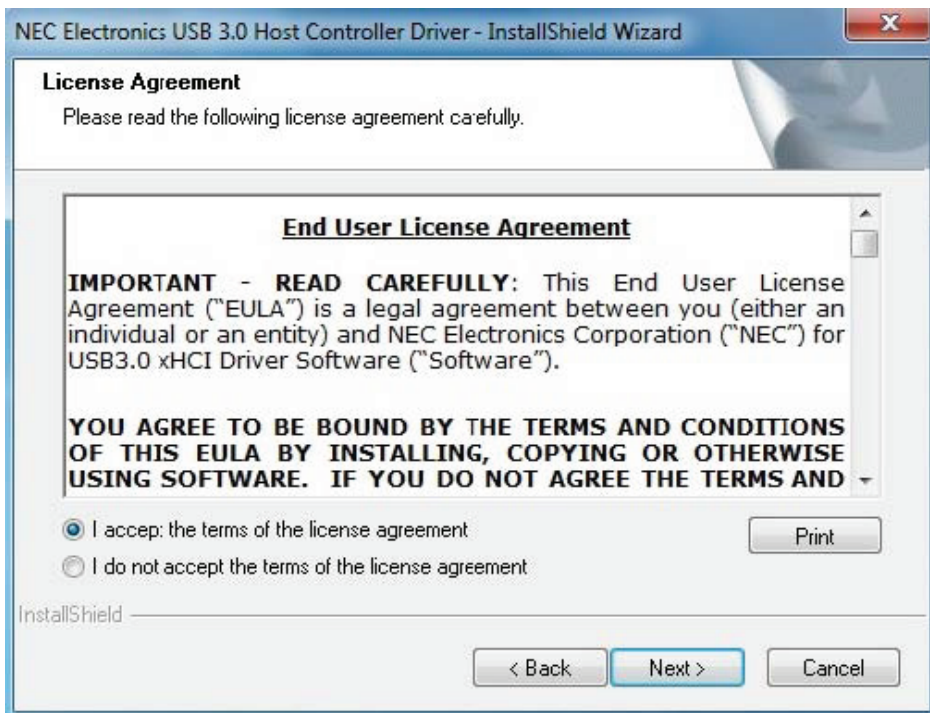 NEC Electronics USB 3.0 Host Controller Driver - InstallShield Wizard
License Agreement
Please read the following license agreement carefully.
End User License Agreement
IMPORTANT - READ CAREFULLY: This End User License
Agreement (“EULA”) is a legal agreement between you (either an
individual or an entity) and NEC Electronics Corporation (“NEC”) for
USB3.0 xHCI Driver Software (“Software”).
YOU AGREE TO BE BOUND BY THE TERMS AND CONDITIONS
OF THIS EULA BY INSTALLING, COPYING OR OTHERWISE
USING SOFTWARE. IF YOU DO NOT AGREE THE TERMS AND
I accept the terms of the license agreement
Print
I do not accept the terms of the license agreement
InstallShield
< Back
Next >
Cancel